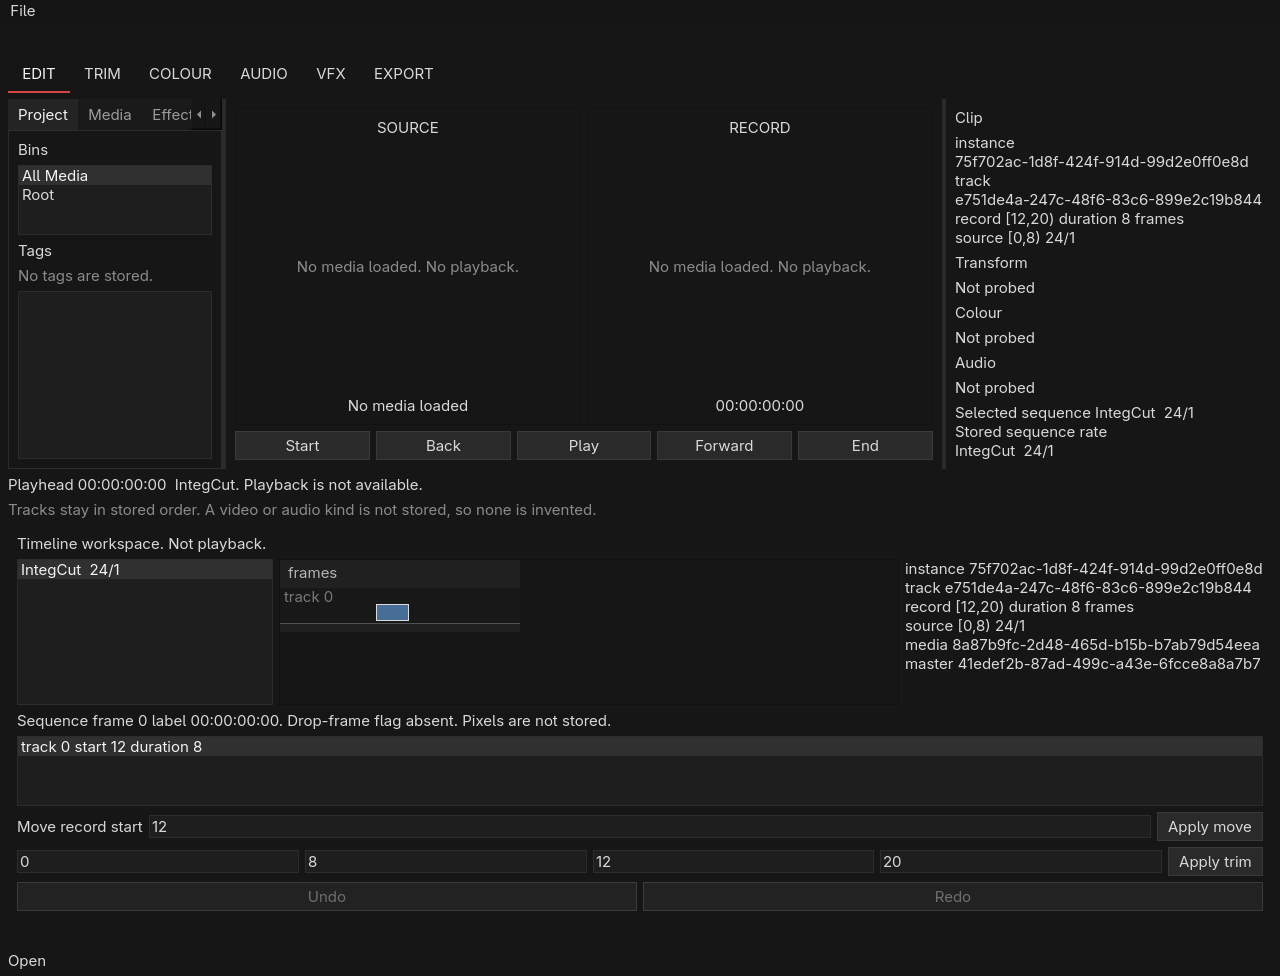 File
EDIT TRIM COLOUR AUDIO VFX EXPORT
Project Media Effect
Bins
All Media
Root
Tags
No tags are stored.
SOURCE
No media loaded. No playback.
No media loaded
RECORD
No media loaded. No playback.
00:00:00:00
Start Back Play Forward End
Clip
instance
75f702ac-1d8f-424f-914d-99d2e0ff0e8d
track
e751de4a-247c-48f6-83c6-899e2c19b844
record [12,20) duration 8 frames
source [0,8) 24/1
Transform
Not probed
Colour
Not probed
Audio
Not probed
Selected sequence IntegCut  24/1
Stored sequence rate
IntegCut  24/1
Playhead 00:00:00:00  IntegCut. Playback is not available.
Tracks stay in stored order. A video or audio kind is not stored, so none is invented.
Timeline workspace. Not playback.
IntegCut  24/1
frames
track 0
instance 75f702ac-1d8f-424f-914d-99d2e0ff0e8d
track e751de4a-247c-48f6-83c6-899e2c19b844
record [12,20) duration 8 frames
source [0,8) 24/1
media 8a87b9fc-2d48-465d-b15b-b7ab79d54eea
master 41edef2b-87ad-499c-a43e-6fcce8a8a7b7
Sequence frame 0 label 00:00:00:00. Drop-frame flag absent. Pixels are not stored.
track 0 start 12 duration 8
Move record start 12 Apply move
0 8 12 20 Apply trim
Undo Redo
Open